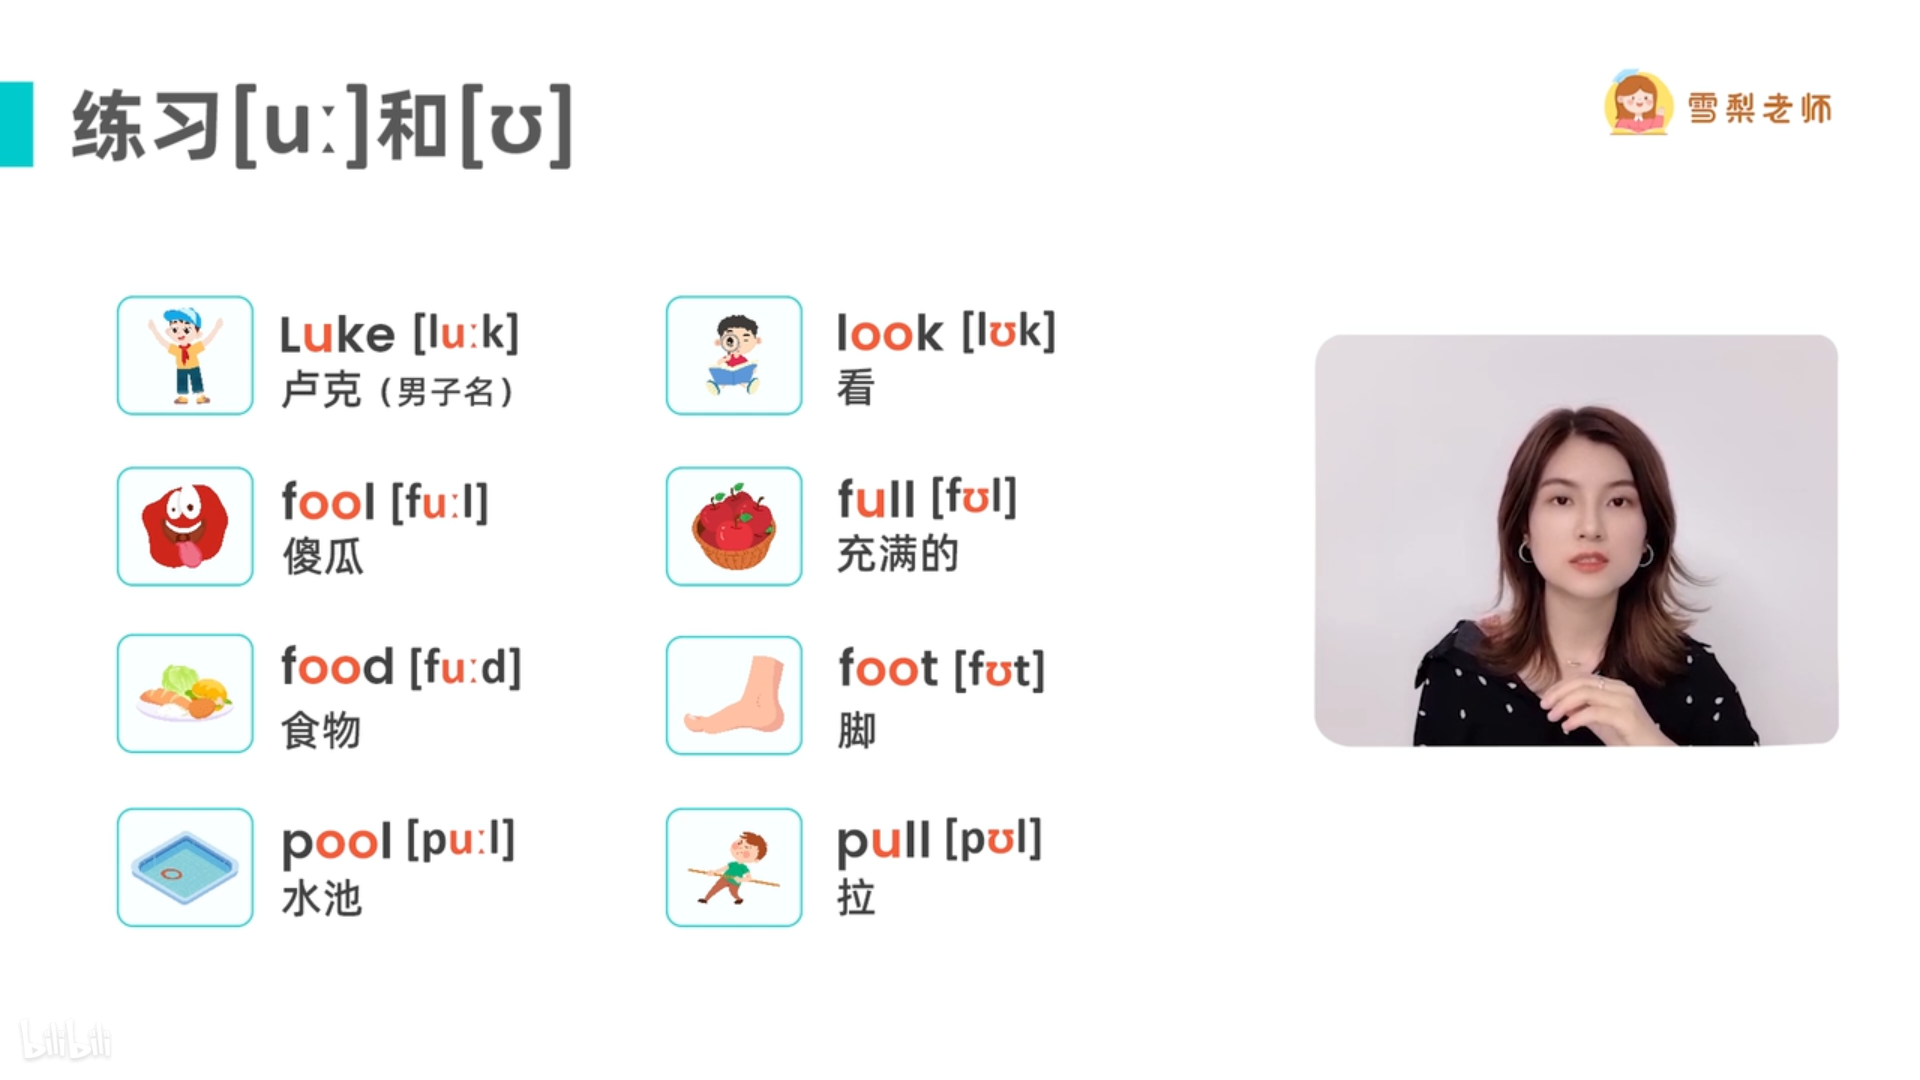 练习[uː]和[ʊ]
雪梨老师
Luke [luːk]
卢克（男子名）
look [lʊk]
看
fool [fuːl]
傻瓜
full [fʊl]
充满的
food [fuːd]
食物
foot [fʊt]
脚
pool [puːl]
水池
pull [pʊl]
拉
bilibili